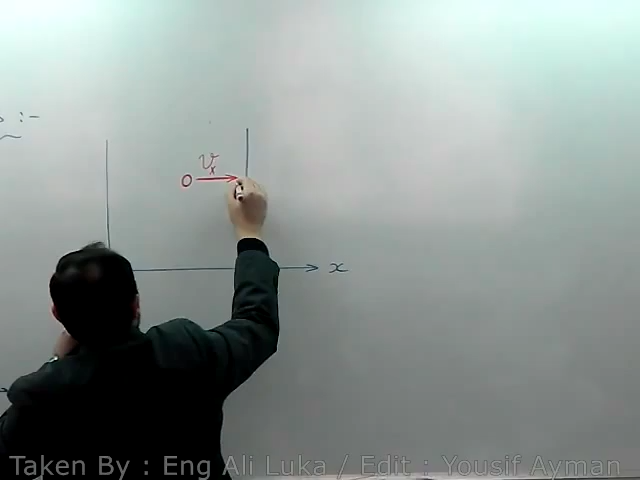 :-
vₓ
x
Taken By : Eng Ali Luka / Edit : Yousif Ayman